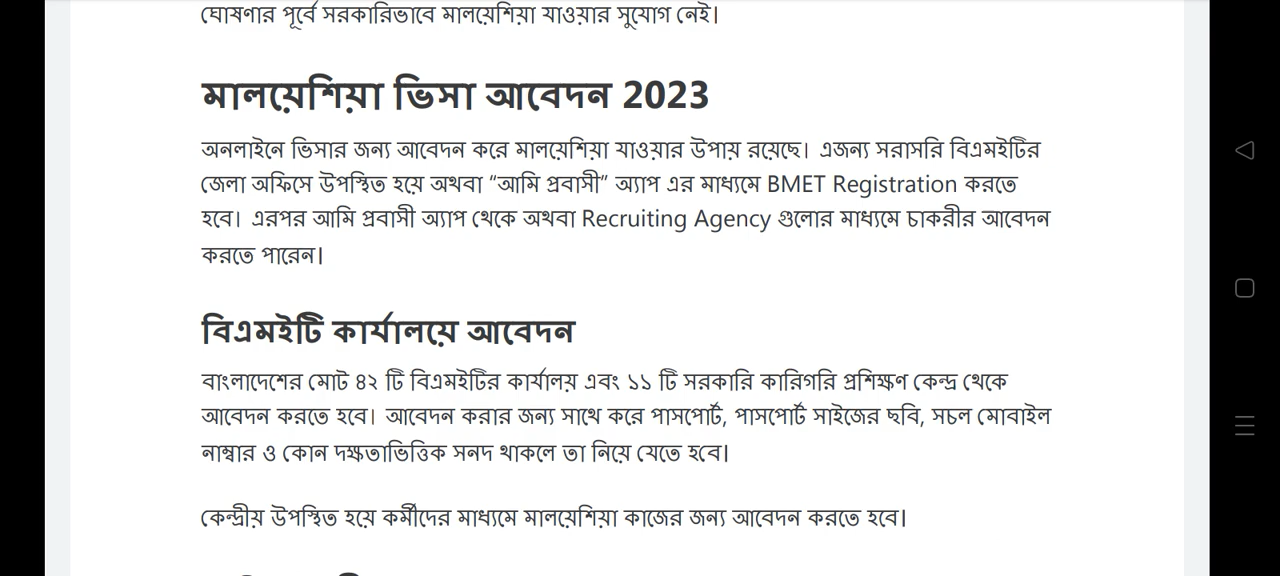 ঘোষণার পূর্বে সরকারিভাবে মালয়েশিয়া যাওয়ার সুযোগ নেই।
মালয়েশিয়া ভিসা আবেদন 2023
অনলাইনে ভিসার জন্য আবেদন করে মালয়েশিয়া যাওয়ার উপায় রয়েছে। এজন্য সরাসরি বিএমইটির
জেলা অফিসে উপস্থিত হয়ে অথবা “আমি প্রবাসী” অ্যাপ এর মাধ্যমে BMET Registration করতে
হবে। এরপর আমি প্রবাসী অ্যাপ থেকে অথবা Recruiting Agency গুলোর মাধ্যমে চাকরীর আবেদন
করতে পারেন।
বিএমইটি কার্যালয়ে আবেদন
বাংলাদেশের মোট ৪২ টি বিএমইটির কার্যালয় এবং ১১ টি সরকারি কারিগরি প্রশিক্ষণ কেন্দ্র থেকে
আবেদন করতে হবে। আবেদন করার জন্য সাথে করে পাসপোর্ট, পাসপোর্ট সাইজের ছবি, সচল মোবাইল
নাম্বার ও কোন দক্ষতাভিত্তিক সনদ থাকলে তা নিয়ে যেতে হবে।
কেন্দ্রীয় উপস্থিত হয়ে কর্মীদের মাধ্যমে মালয়েশিয়া কাজের জন্য আবেদন করতে হবে।